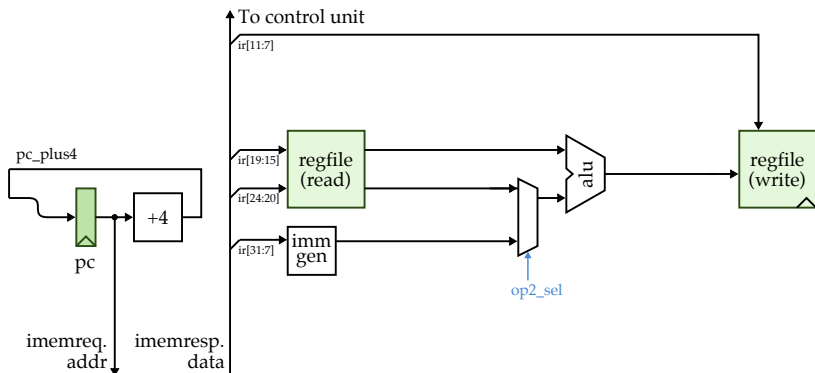 To control unit
ir[11:7]
pc_plus4
ir[19:15]
regfile
(read)
alu
regfile
(write)
ir[24:20]
+4
pc
ir[31:7]
imm
gen
op2_sel
imemreq.
addr
imemresp.
data